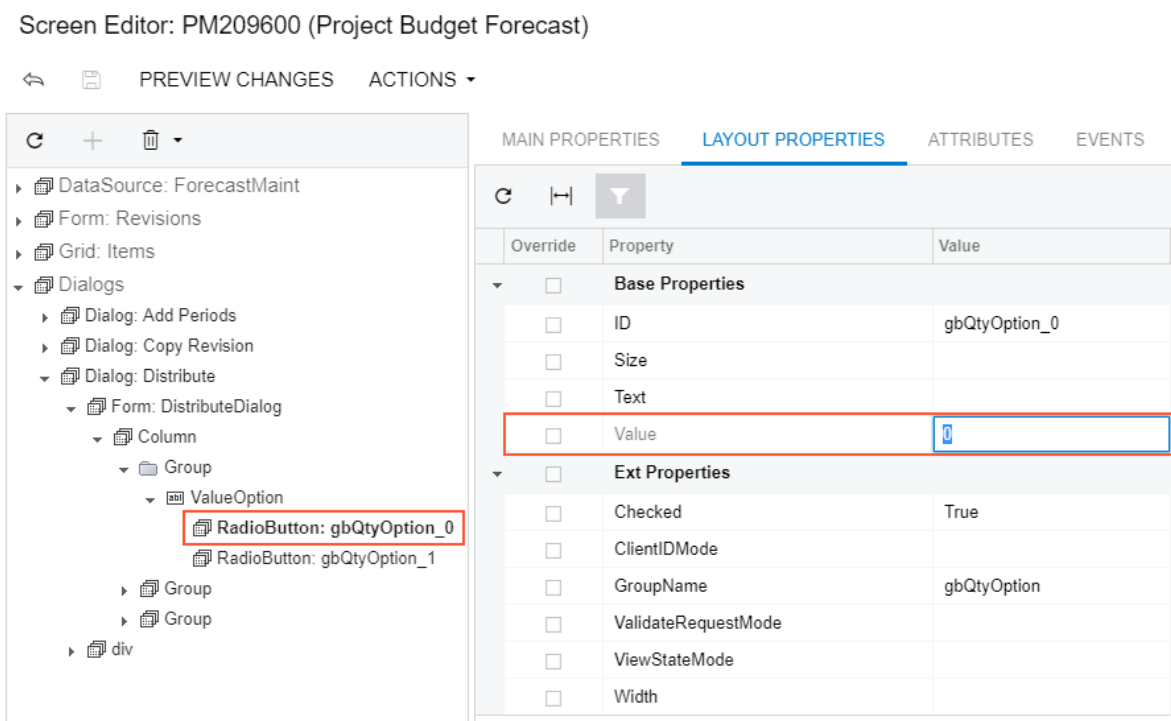 Screen Editor: PM209600 (Project Budget Forecast)
PREVIEW CHANGES ACTIONS
DataSource: ForecastMaint
Form: Revisions
Grid: Items
Dialogs
Dialog: Add Periods
Dialog: Copy Revision
Dialog: Distribute
Form: DistributeDialog
Column
Group
abl ValueOption
RadioButton: gbQtyOption_0
RadioButton: gbQtyOption_1
Group
Group
div
MAIN PROPERTIES LAYOUT PROPERTIES ATTRIBUTES EVENTS
Override Property Value
Base Properties
ID gbQtyOption_0
Size
Text
Value 0
Ext Properties
Checked True
ClientIDMode
GroupName gbQtyOption
ValidateRequestMode
ViewStateMode
Width